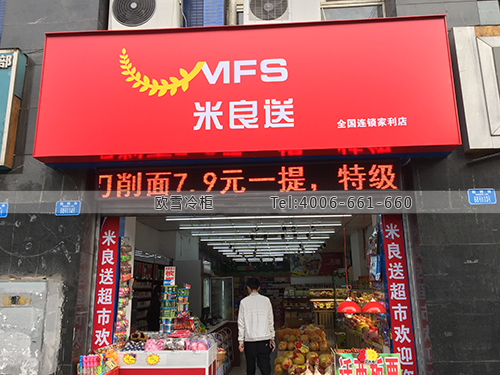 MFS
米良送
全国连锁家利店
刀削面7.9元一提，特级
欧雪冷柜 Tel:4006-661-660
米良送超市欢
米良送超市欢迎